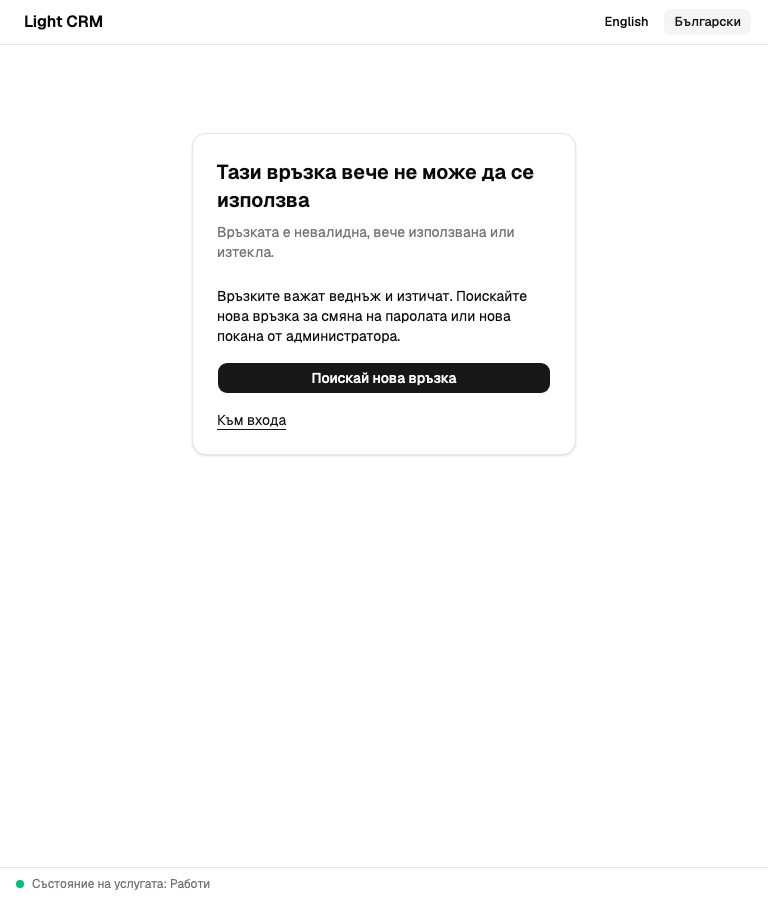 Light CRM
English
Български
Тази връзка вече не може да се
използва
Връзката е невалидна, вече използвана или
изтекла.
Връзките важат веднъж и изтичат. Поискайте
нова връзка за смяна на паролата или нова
покана от администратора.
Поискай нова връзка
Към входа
Състояние на услугата: Работи